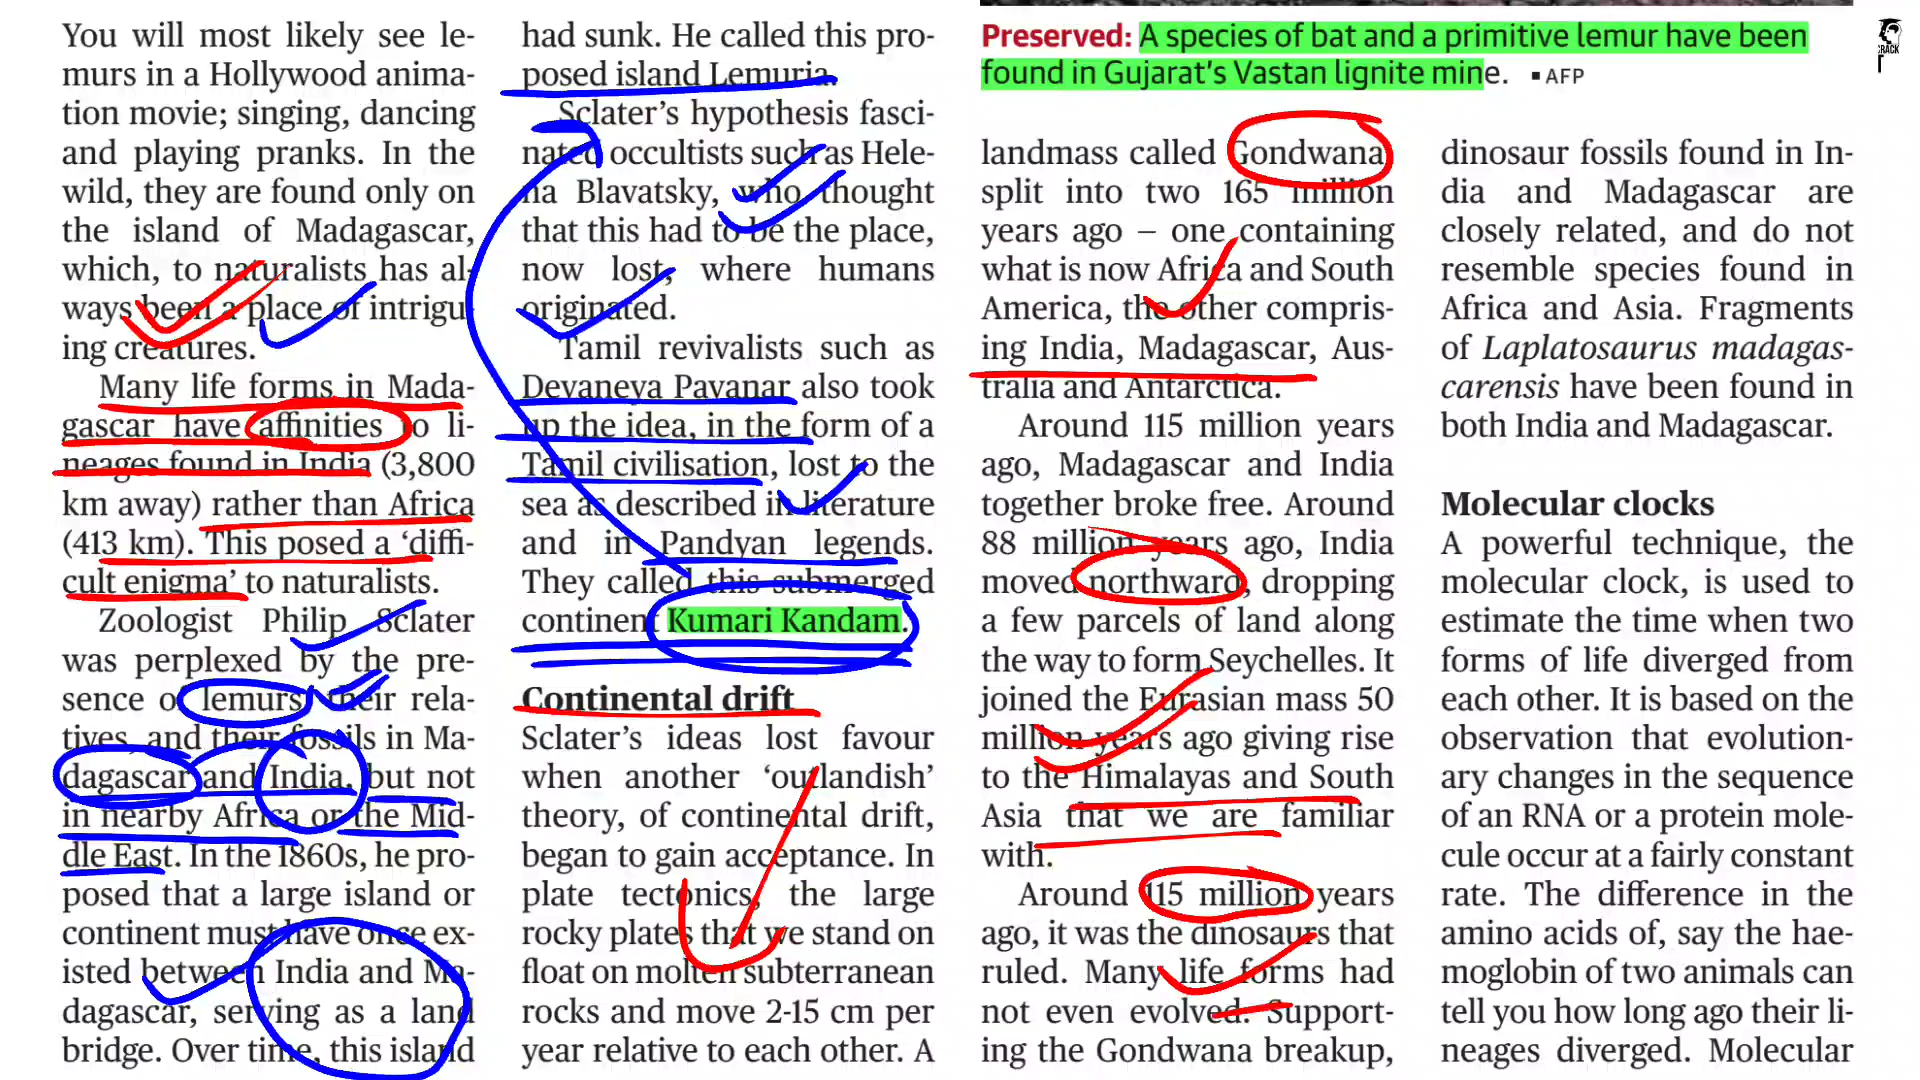 You will most likely see le-
murs in a Hollywood anima-
tion movie; singing, dancing
and playing pranks. In the
wild, they are found only on
the island of Madagascar,
which, to naturalists has al-
ways been a place of intrigu-
ing creatures.
Many life forms in Mada-
gascar have affinities to li-
neages found in India (3,800
km away) rather than Africa
(413 km). This posed a ‘diffi-
cult enigma’ to naturalists.
Zoologist Philip Sclater
was perplexed by the pre-
sence of lemurs, their rela-
tives, and their fossils in Ma-
dagascar and India, but not
in nearby Africa or the Mid-
dle East. In the 1860s, he pro-
posed that a large island or
continent must have once ex-
isted between India and Ma-
dagascar, serving as a land
bridge. Over time, this island
had sunk. He called this pro-
posed island Lemuria.
Sclater’s hypothesis fasci-
nated occultists such as Hele-
na Blavatsky, who thought
that this had to be the place,
now lost, where humans
originated.
Tamil revivalists such as
Devaneya Pavanar also took
up the idea, in the form of a
Tamil civilisation, lost to the
sea as described in literature
and in Pandyan legends.
They called this submerged
continent Kumari Kandam.
Continental drift
Sclater’s ideas lost favour
when another ‘outlandish’
theory, of continental drift,
began to gain acceptance. In
plate tectonics, the large
rocky plates that we stand on
float on molten subterranean
rocks and move 2-15 cm per
year relative to each other. A
Preserved: A species of bat and a primitive lemur have been
found in Gujarat’s Vastan lignite mine. ▪ AFP
landmass called Gondwana
split into two 165 million
years ago – one containing
what is now Africa and South
America, the other compris-
ing India, Madagascar, Aus-
tralia and Antarctica.
Around 115 million years
ago, Madagascar and India
together broke free. Around
88 million years ago, India
moved northward, dropping
a few parcels of land along
the way to form Seychelles. It
joined the Eurasian mass 50
million years ago giving rise
to the Himalayas and South
Asia that we are familiar
with.
Around 115 million years
ago, it was the dinosaurs that
ruled. Many life forms had
not even evolved. Support-
ing the Gondwana breakup,
dinosaur fossils found in In-
dia and Madagascar are
closely related, and do not
resemble species found in
Africa and Asia. Fragments
of Laplatosaurus madagas-
carensis have been found in
both India and Madagascar.
Molecular clocks
A powerful technique, the
molecular clock, is used to
estimate the time when two
forms of life diverged from
each other. It is based on the
observation that evolution-
ary changes in the sequence
of an RNA or a protein mole-
cule occur at a fairly constant
rate. The difference in the
amino acids of, say the hae-
moglobin of two animals can
tell you how long ago their li-
neages diverged. Molecular